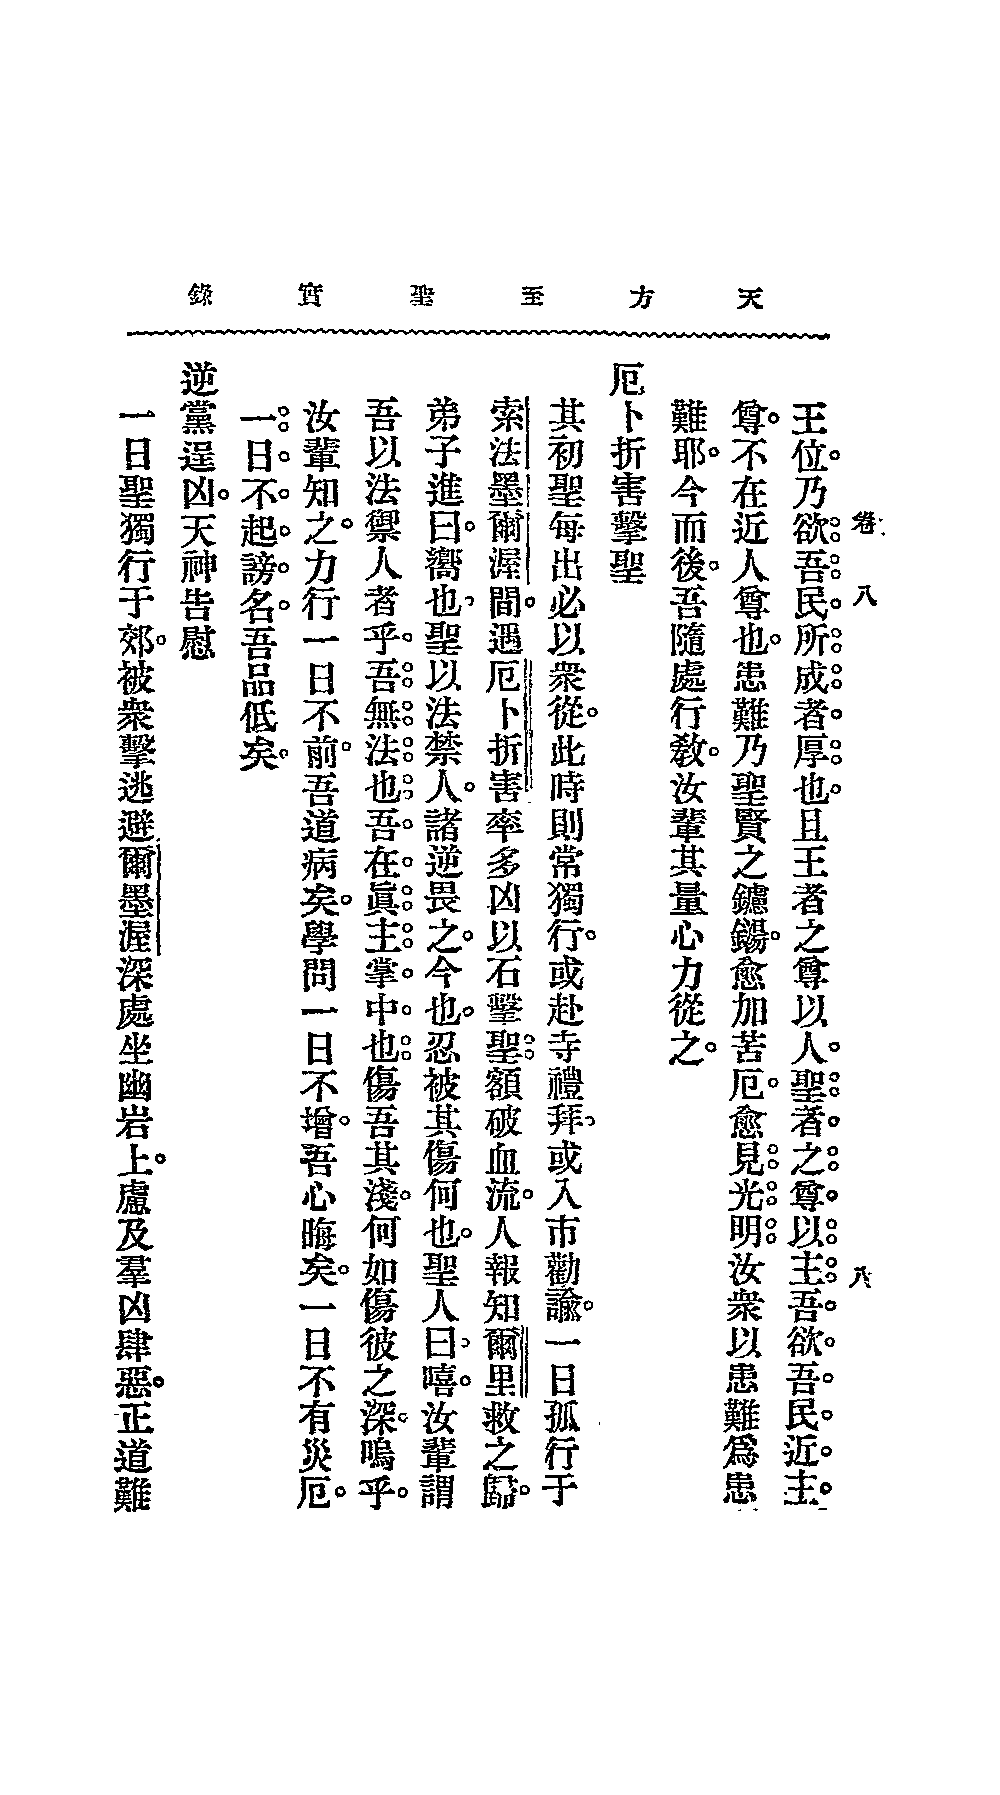 天方至聖實錄
卷八 八
王位。乃欲吾民。所成者。厚也。且王者之尊以人。聖者。之尊。以主。吾欲。吾民。近。主。
尊。不在近人尊也。患難乃聖賢之鑪錫。愈加苦厄。愈見光明汝衆以患難爲患
難耶。今而後。吾隨處行敎。汝輩其量心力從之。
厄卜折害擊聖
其初聖每出必以衆從。此時則常獨行。或赴寺禮拜、或入市勸諭。一日孤行于
索法墨爾渥間。遇厄卜折害率多凶以石擊聖。額破血流。人報知爾里救之歸。
弟子進曰。嚮也、聖以法禁人。諸逆畏之。今也。忍被其傷何也。聖人曰、嘻。汝輩謂
吾以法禦人者乎。吾無法也。吾在眞主掌中也。傷吾其淺。何如傷彼之深。嗚乎。
汝輩知之。力行一日不前。吾道病矣。學問一日不增。吾心晦矣。一日不有災厄。
一。日。不。起。謗。名。吾品低矣。
逆黨逞凶。天神告慰
一日聖獨行于郊。被衆擊逃避爾墨渥深處坐幽岩上。慮及羣凶肆惡。正道難